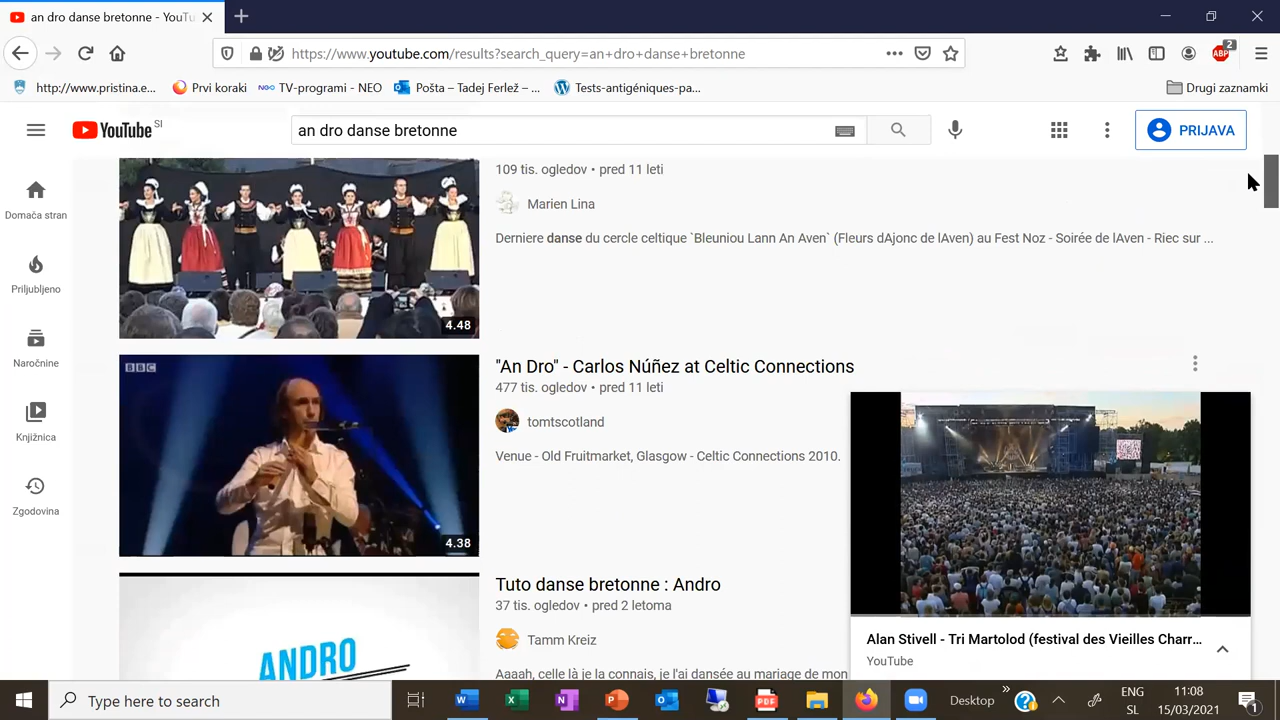 an dro danse bretonne - YouTu
https://www.youtube.com/results?search_query=an+dro+danse+bretonne
ABP
2
http://www.pristina.e...
Prvi koraki
NEO
TV-programi - NEO
Pošta – Tadej Ferlež – ...
Tests-antigéniques-pa...
Drugi zaznamki
YouTube SI
an dro danse bretonne
PRIJAVA
Domača stran
Priljubljeno
Naročnine
Knjižnica
Zgodovina
109 tis. ogledov • pred 11 leti
Marien Lina
Derniere danse du cercle celtique `Bleuniou Lann An Aven` (Fleurs dAjonc de lAven) au Fest Noz - Soirée de lAven - Riec sur ...
4.48
BBC
4.38
"An Dro" - Carlos Núñez at Celtic Connections
477 tis. ogledov • pred 11 leti
tomtscotland
Venue - Old Fruitmarket, Glasgow - Celtic Connections 2010.
ANDRO
Tuto danse bretonne : Andro
37 tis. ogledov • pred 2 letoma
Tamm Kreiz
Aaaah, celle là je la connais, je l'ai dansée au mariage de mon
Alan Stivell - Tri Martolod (festival des Vieilles Charr...
YouTube
Type here to search
Desktop
ENG
SL
11:08
15/03/2021
1